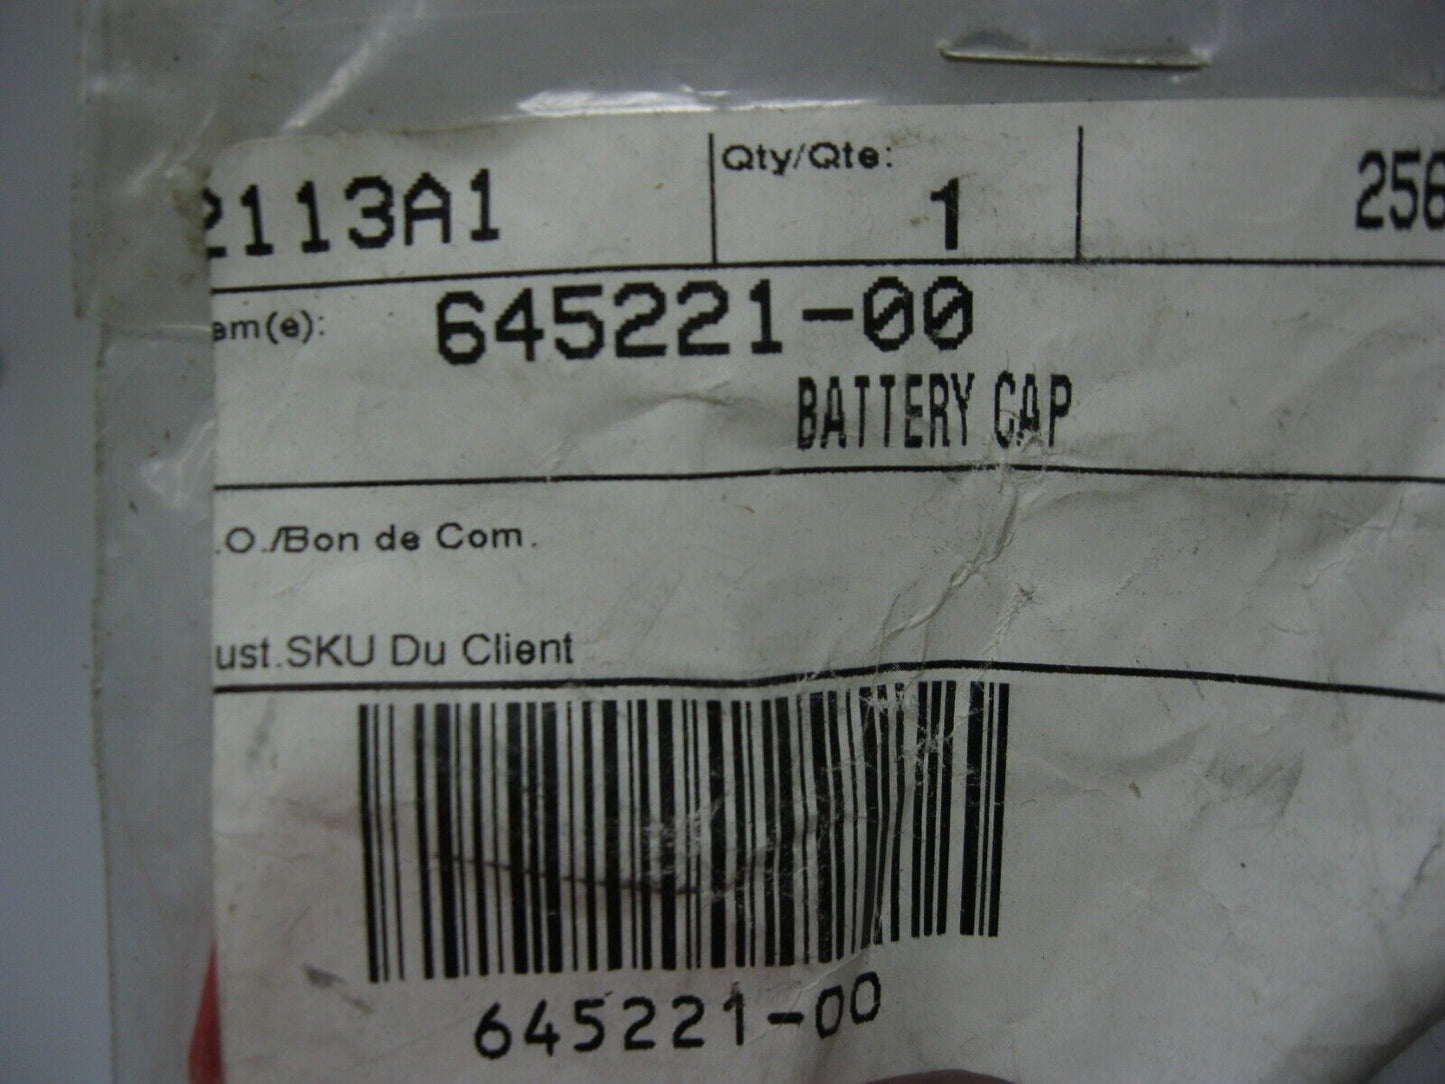 2113A1 Qty/Qte: 1 256
em(e): 645221-00
BATTERY CAP
.O./Bon de Com.
ust.SKU Du Client
645221-00